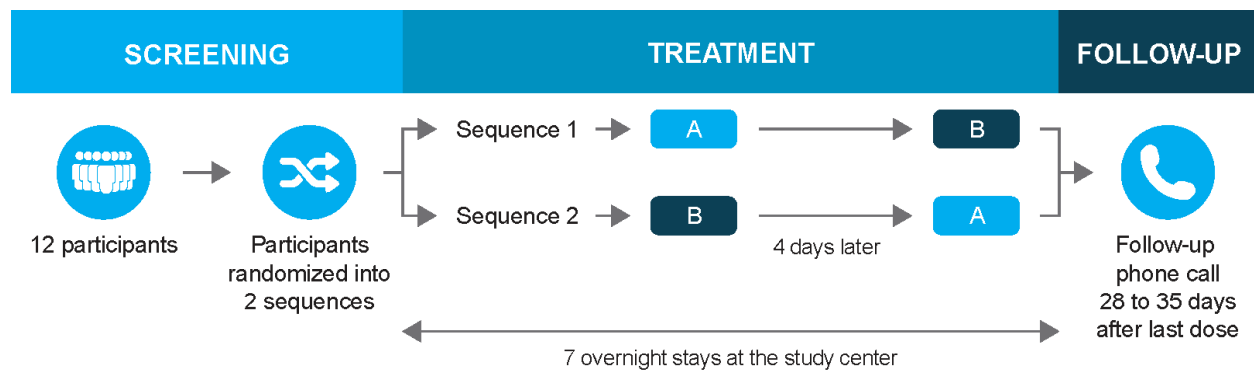 SCREENING
TREATMENT
FOLLOW-UP
Sequence 1
A
B
Sequence 2
B
A
4 days later
12 participants
Participants
randomized into
2 sequences
Follow-up
phone call
28 to 35 days
after last dose
7 overnight stays at the study center